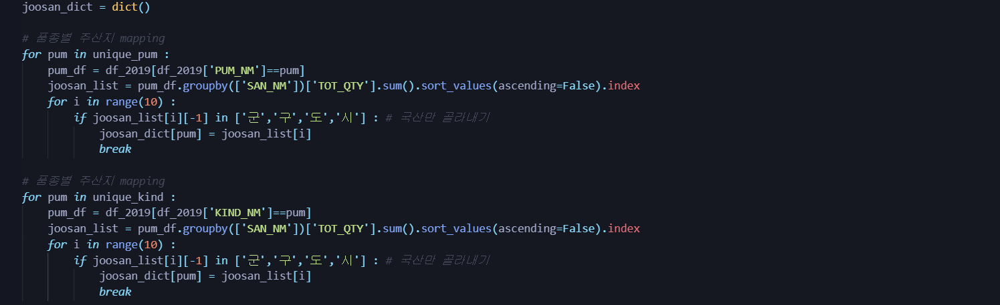 joosan_dict = dict()
# 품종별 주산지 mapping
for pum in unique_pum :
pum_df = df_2019[df_2019['PUM_NM']==pum]
joosan_list = pum_df.groupby(['SAN_NM'])['TOT_QTY'].sum().sort_values(ascending=False).index
for i in range(10) :
if joosan_list[i][-1] in ['군','구','도','시'] : # 국산만 골라내기
joosan_dict[pum] = joosan_list[i]
break
# 품종별 주산지 mapping
for pum in unique_kind :
pum_df = df_2019[df_2019['KIND_NM']==pum]
joosan_list = pum_df.groupby(['SAN_NM'])['TOT_QTY'].sum().sort_values(ascending=False).index
for i in range(10) :
if joosan_list[i][-1] in ['군','구','도','시'] : # 국산만 골라내기
joosan_dict[pum] = joosan_list[i]
break